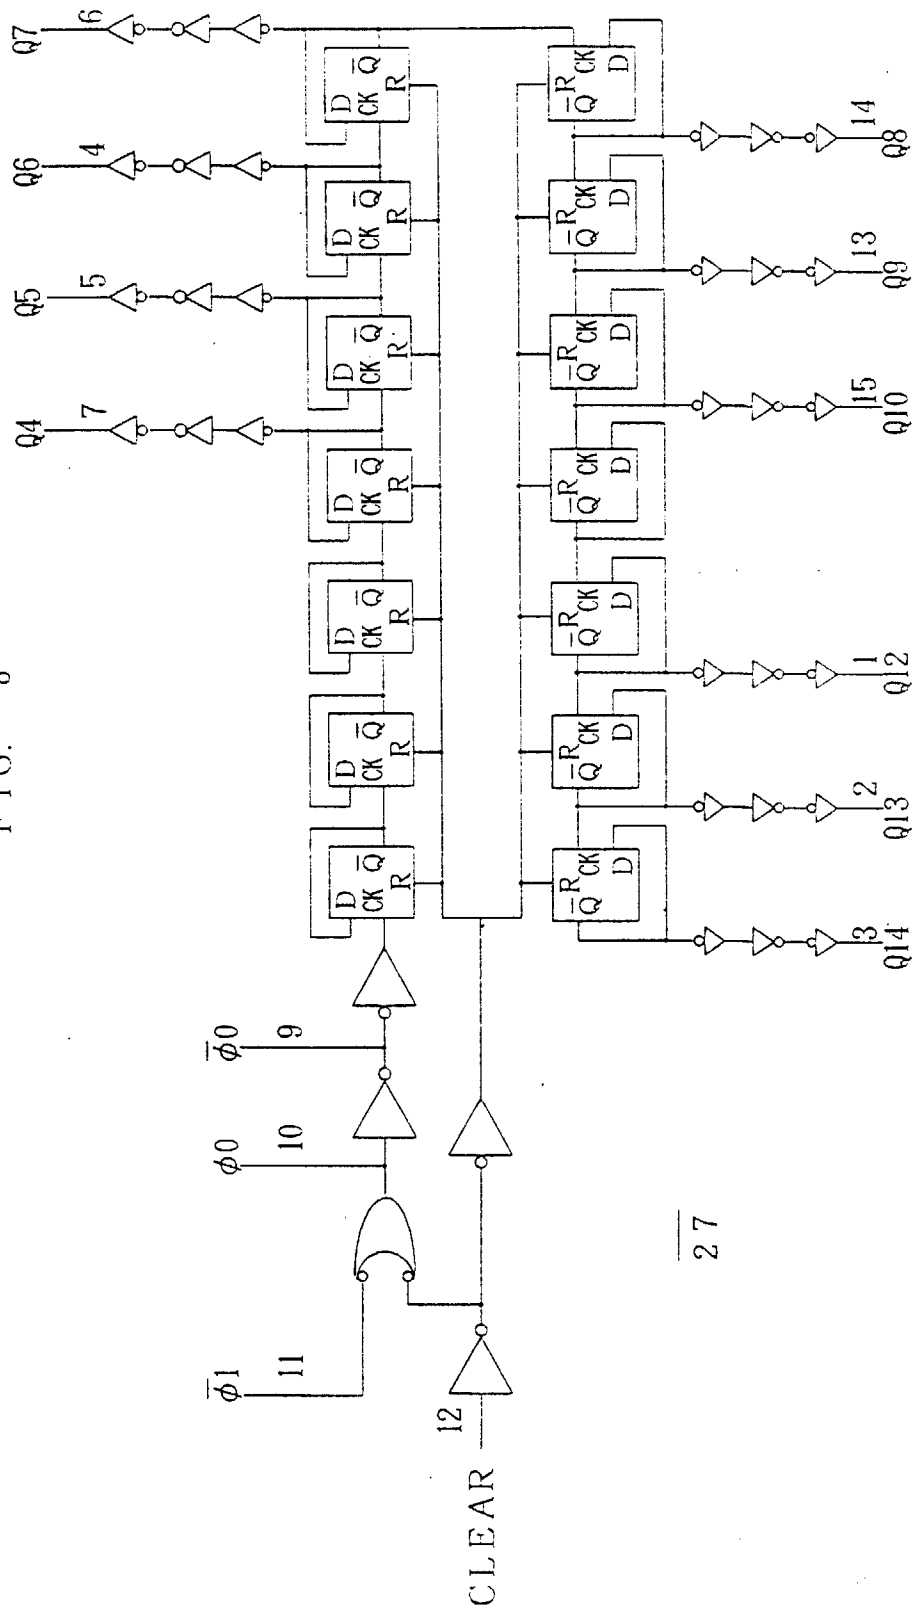 FIG. 8
Q4 Q5 Q6 Q7
7 5 4 6
φ̅1 φ0 φ̅0
11 10 9
D D D D D D D
CK Q̅ CK Q̅ CK Q̅ CK Q̅ CK Q̅ CK Q̅ CK Q̅
R R R R R R R
12
CLEAR
R R R R R R R
Q̅ CK Q̅ CK Q̅ CK Q̅ CK Q̅ CK Q̅ CK Q̅ CK
D D D D D D D
27
3 2 1 15 13 14
Q14 Q13 Q12 Q10 Q9 Q8